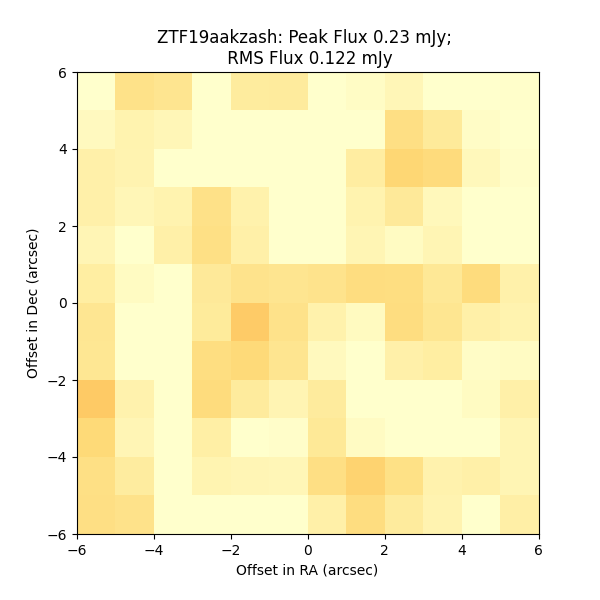 ZTF19aakzash: Peak Flux 0.23 mJy;
RMS Flux 0.122 mJy
6
4
2
0
−2
−4
−6
Offset in Dec (arcsec)
−6 −4 −2 0 2 4 6
Offset in RA (arcsec)